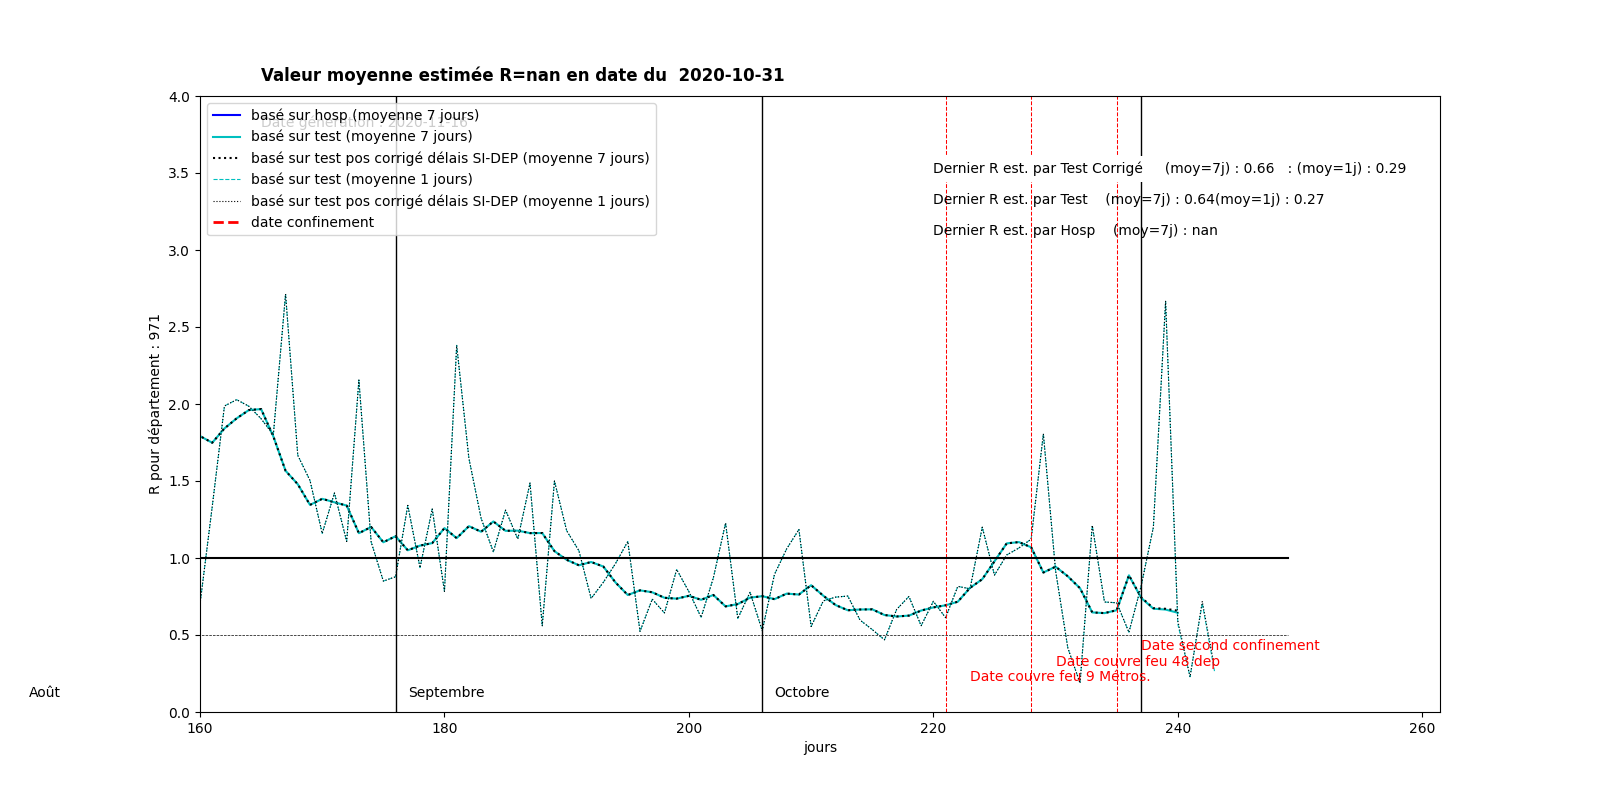 Valeur moyenne estimée R=nan en date du  2020-10-31
Date génération : 2020-11-16
basé sur hosp (moyenne 7 jours)
basé sur test (moyenne 7 jours)
basé sur test pos corrigé délais SI-DEP (moyenne 7 jours)
basé sur test (moyenne 1 jours)
basé sur test pos corrigé délais SI-DEP (moyenne 1 jours)
date confinement
Dernier R est. par Test Corrigé     (moy=7j) : 0.66   : (moy=1j) : 0.29
Dernier R est. par Test    (moy=7j) : 0.64(moy=1j) : 0.27
Dernier R est. par Hosp    (moy=7j) : nan
R pour département : 971
4.0
3.5
3.0
2.5
2.0
1.5
1.0
0.5
0.0
Date second confinement
Date couvre feu 48 dep
Date couvre feu 9 Métros.
Août
Septembre
Octobre
160
180
200
220
240
260
jours